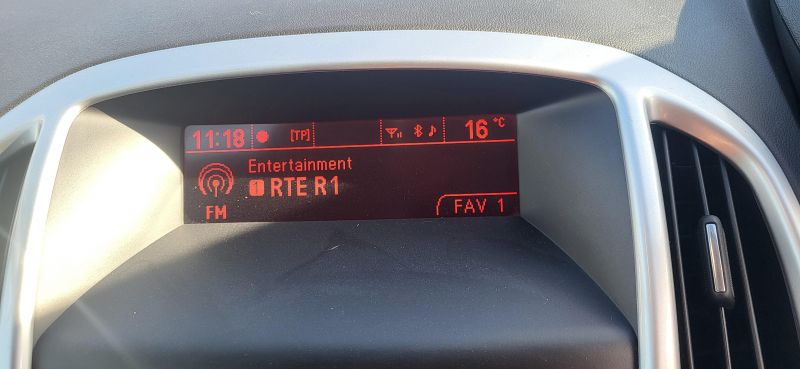 11:18 [TP] 16 °C
Entertainment
1 RTE R1
FM
FAV 1